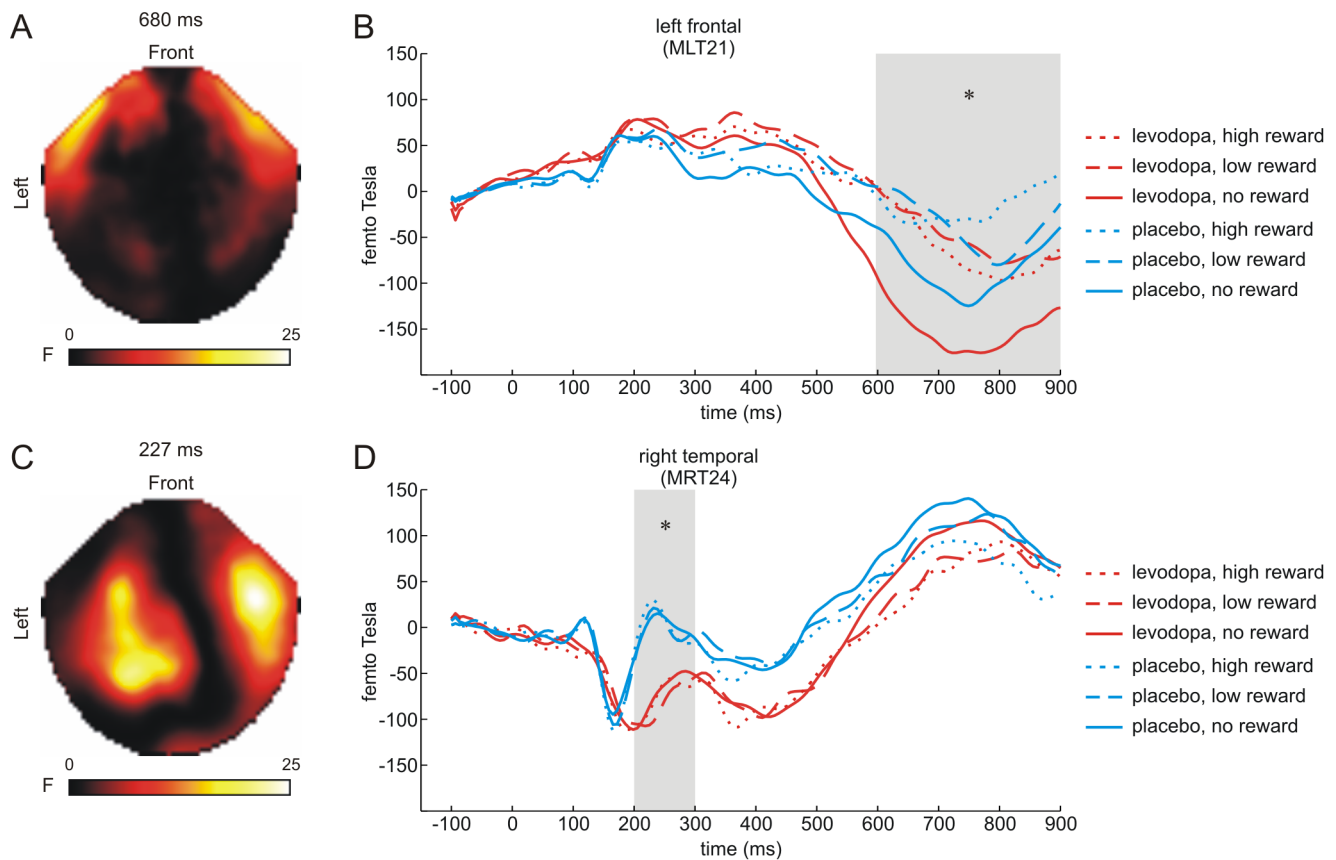 A
680 ms
Front
Left
0 25
F
B
left frontal
(MLT21)
150
100
50
0
-50
-100
-150
femto Tesla
*
-100 0 100 200 300 400 500 600 700 800 900
time (ms)
levodopa, high reward
levodopa, low reward
levodopa, no reward
placebo, high reward
placebo, low reward
placebo, no reward
C
227 ms
Front
Left
0 25
F
D
right temporal
(MRT24)
150
100
50
0
-50
-100
-150
femto Tesla
*
-100 0 100 200 300 400 500 600 700 800 900
time (ms)
levodopa, high reward
levodopa, low reward
levodopa, no reward
placebo, high reward
placebo, low reward
placebo, no reward